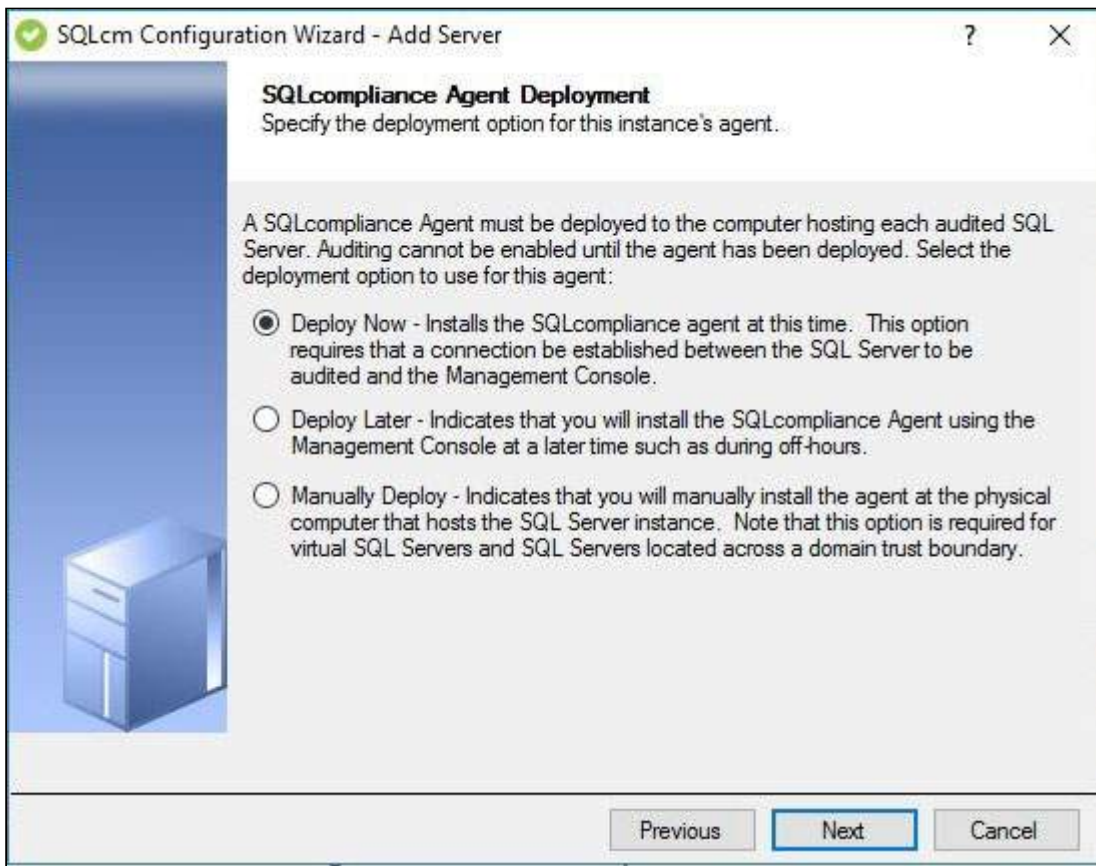 SQLcm Configuration Wizard - Add Server
?
SQLcompliance Agent Deployment
Specify the deployment option for this instance's agent.
A SQLcompliance Agent must be deployed to the computer hosting each audited SQL
Server. Auditing cannot be enabled until the agent has been deployed. Select the
deployment option to use for this agent:
Deploy Now - Installs the SQLcompliance agent at this time. This option
requires that a connection be established between the SQL Server to be
audited and the Management Console.
Deploy Later - Indicates that you will install the SQLcompliance Agent using the
Management Console at a later time such as during off-hours.
Manually Deploy - Indicates that you will manually install the agent at the physical
computer that hosts the SQL Server instance. Note that this option is required for
virtual SQL Servers and SQL Servers located across a domain trust boundary.
Previous
Next
Cancel